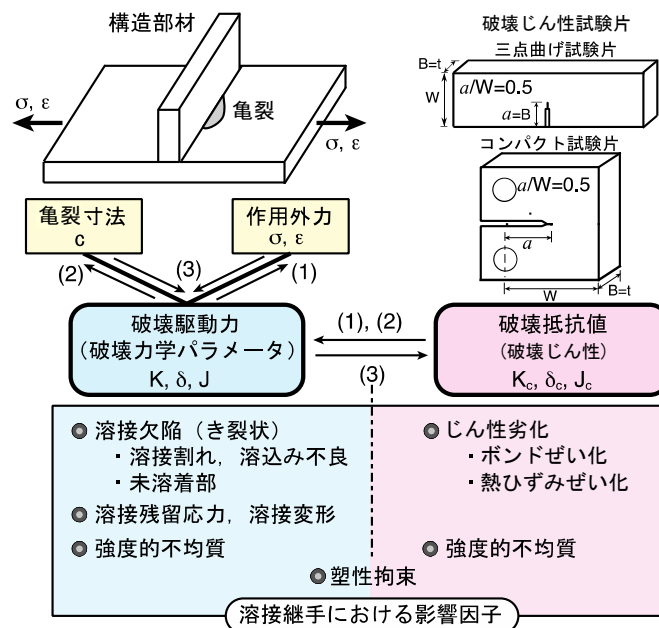 構造部材
亀裂
σ, ε
σ, ε
破壊じん性試験片
三点曲げ試験片
B=t
W
a/W=0.5
a=B
コンパクト試験片
a/W=0.5
a
W
B=t
亀裂寸法
c
作用外力
σ, ε
(2)
(3)
(1)
破壊駆動力
(破壊力学パラメータ)
K, δ, J
(1), (2)
(3)
破壊抵抗値
(破壊じん性)
Kc, δc, Jc
溶接欠陥（き裂状）
・溶接割れ，溶込み不良
・未溶着部
溶接残留応力，溶接変形
強度的不均質
じん性劣化
・ボンドぜい化
・熱ひずみぜい化
強度的不均質
塑性拘束
溶接継手における影響因子